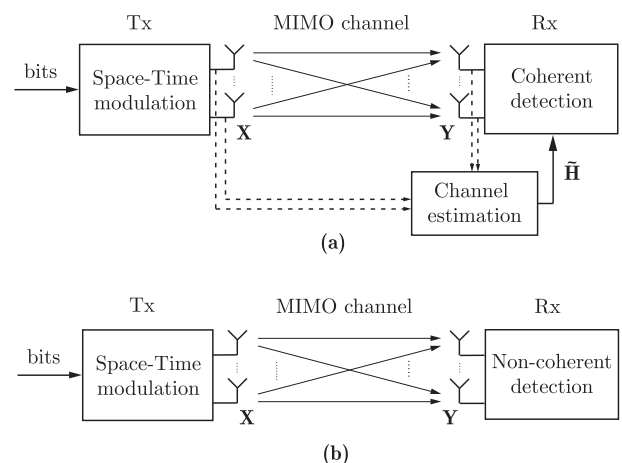 Tx MIMO channel Rx
bits
Space-Time
modulation
Coherent
detection
X Y
H̃
Channel
estimation
(a)
Tx MIMO channel Rx
bits
Space-Time
modulation
Non-coherent
detection
X Y
(b)